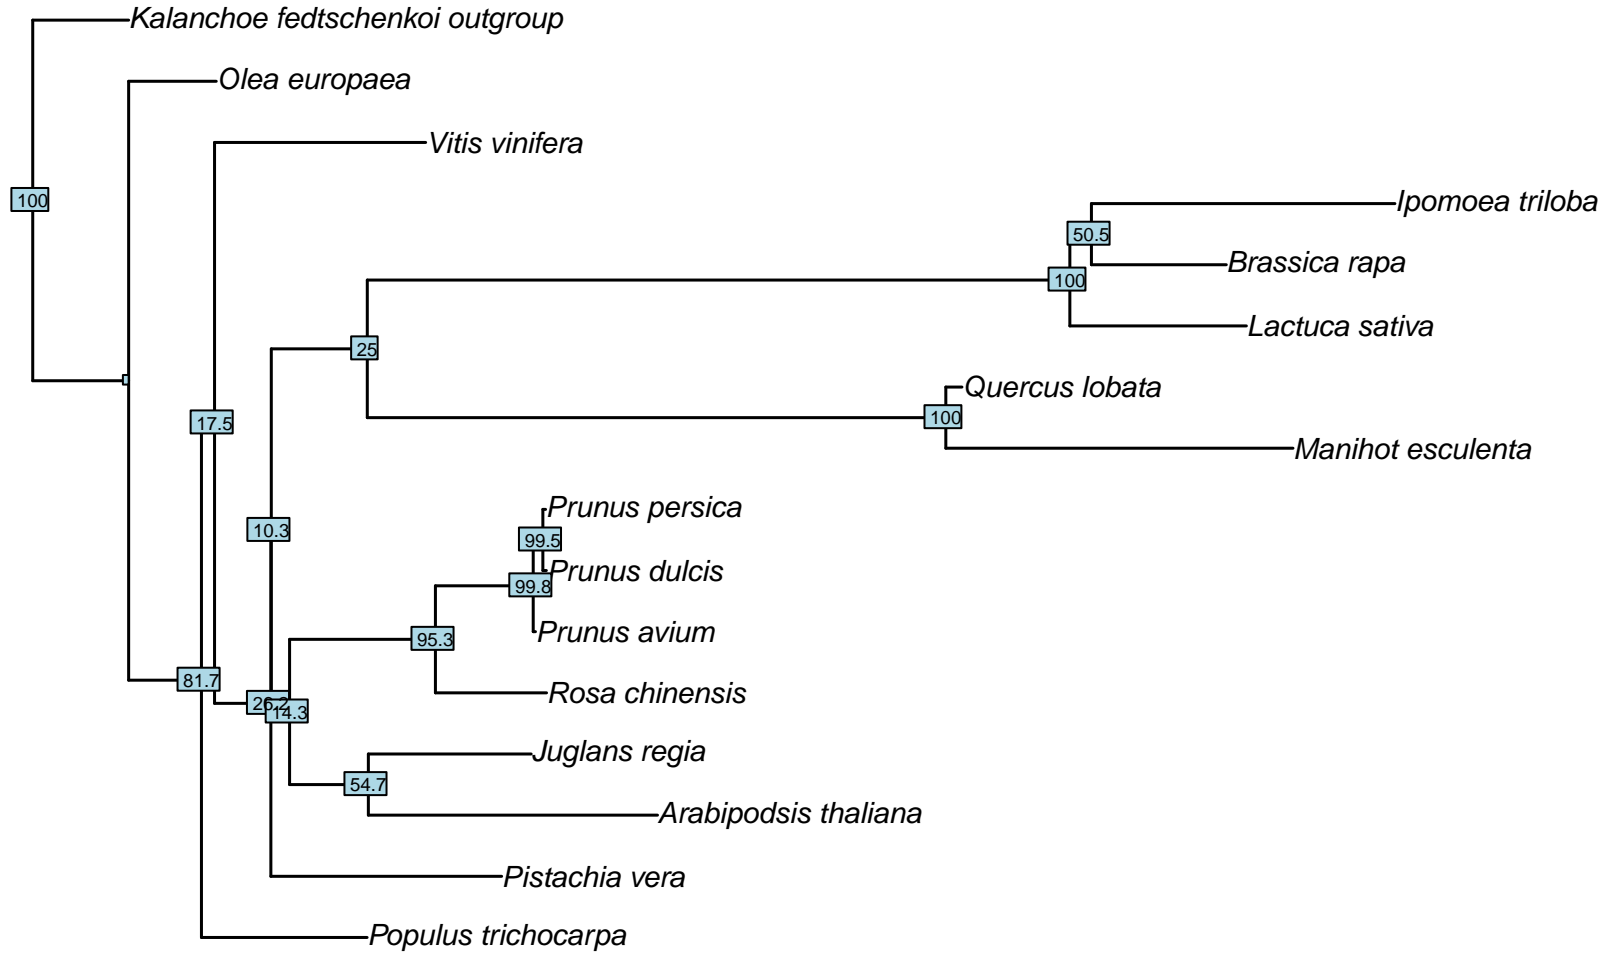 Kalanchoe fedtschenkoi outgroup
Olea europaea
Vitis vinifera
100
Ipomoea triloba
50.5
Brassica rapa
100
Lactuca sativa
25
Quercus lobata
17.5
100
Manihot esculenta
Prunus persica
10.3
99.5
Prunus dulcis
99.8
Prunus avium
95.3
81.7
Rosa chinensis
26.2
14.3
Juglans regia
54.7
Arabipodsis thaliana
Pistachia vera
Populus trichocarpa